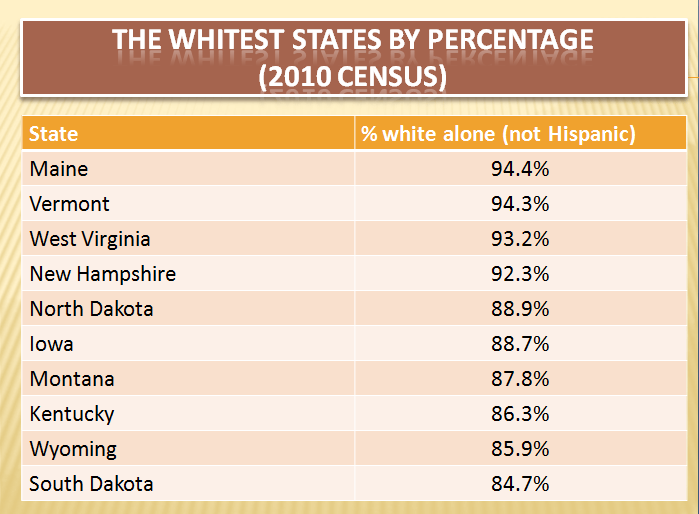 THE WHITEST STATES BY PERCENTAGE
(2010 CENSUS)
State % white alone (not Hispanic)
Maine 94.4%
Vermont 94.3%
West Virginia 93.2%
New Hampshire 92.3%
North Dakota 88.9%
Iowa 88.7%
Montana 87.8%
Kentucky 86.3%
Wyoming 85.9%
South Dakota 84.7%